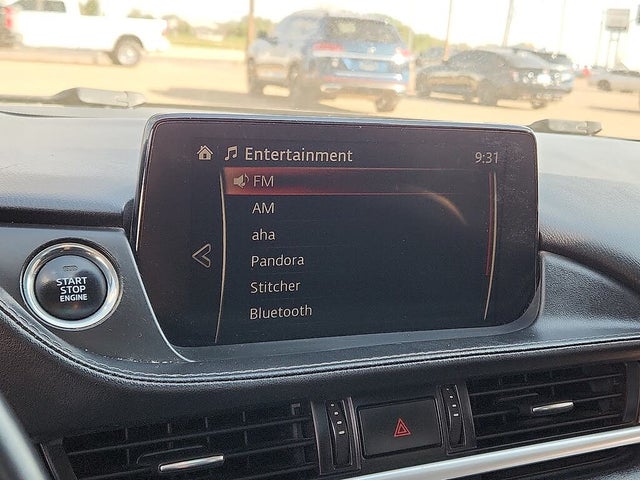 Entertainment 9:31
FM
AM
aha
Pandora
Stitcher
Bluetooth
START
STOP
ENGINE